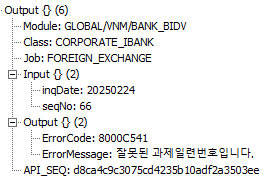 Output {} (6)
Module: GLOBAL/VNM/BANK_BIDV
Class: CORPORATE_IBANK
Job: FOREIGN_EXCHANGE
Input {} (2)
inqDate: 20250224
seqNo: 66
Output {} (2)
ErrorCode: 8000C541
ErrorMessage: 잘못된 과제일련번호입니다.
API_SEQ: d8ca4c9c3075cd4235b10adf2a3503ee